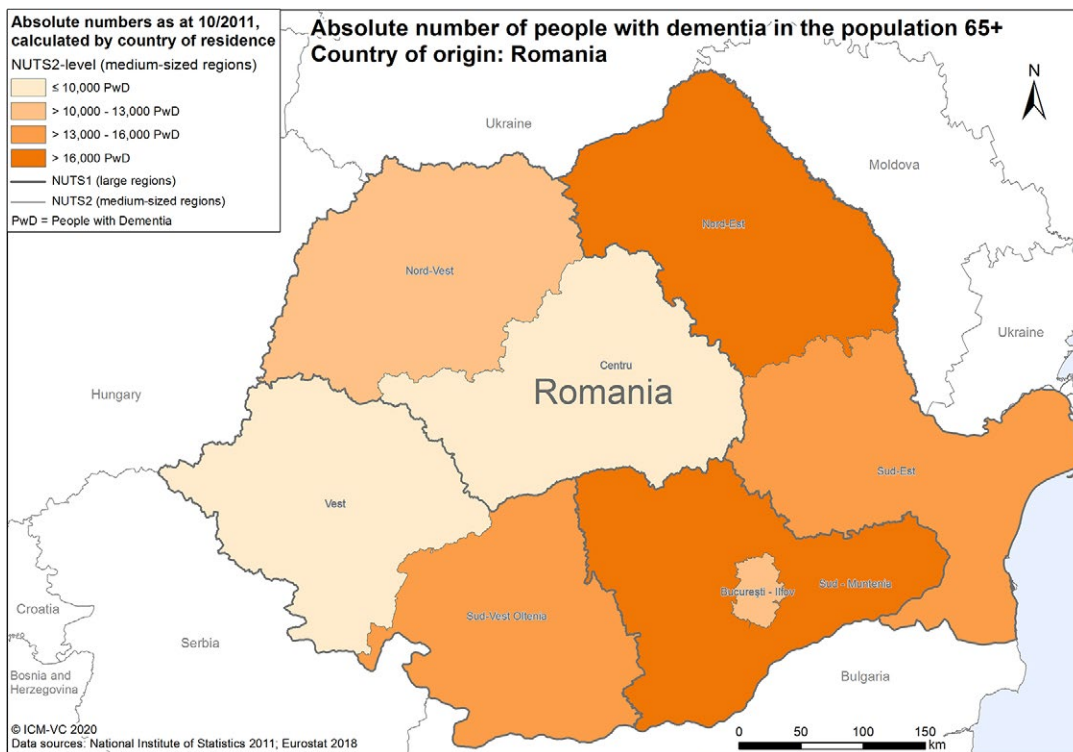 Absolute numbers as at 10/2011,
calculated by country of residence
NUTS2-level (medium-sized regions)
≤ 10,000 PwD
> 10,000 - 13,000 PwD
> 13,000 - 16,000 PwD
> 16,000 PwD
NUTS1 (large regions)
NUTS2 (medium-sized regions)
PwD = People with Dementia
Absolute number of people with dementia in the population 65+
Country of origin: Romania
N
Ukraine
Moldova
Nord-Est
Nord-Vest
Ukraine
Centru
Romania
Hungary
Sud-Est
Vest
Bucureşti - Ilfov
Sud - Muntenia
Croatia
Sud-Vest Oltenia
Serbia
Bosnia and
Herzegovina
Bulgaria
© ICM-VC 2020
Data sources: National Institute of Statistics 2011; Eurostat 2018
0 25 50 100 150
km